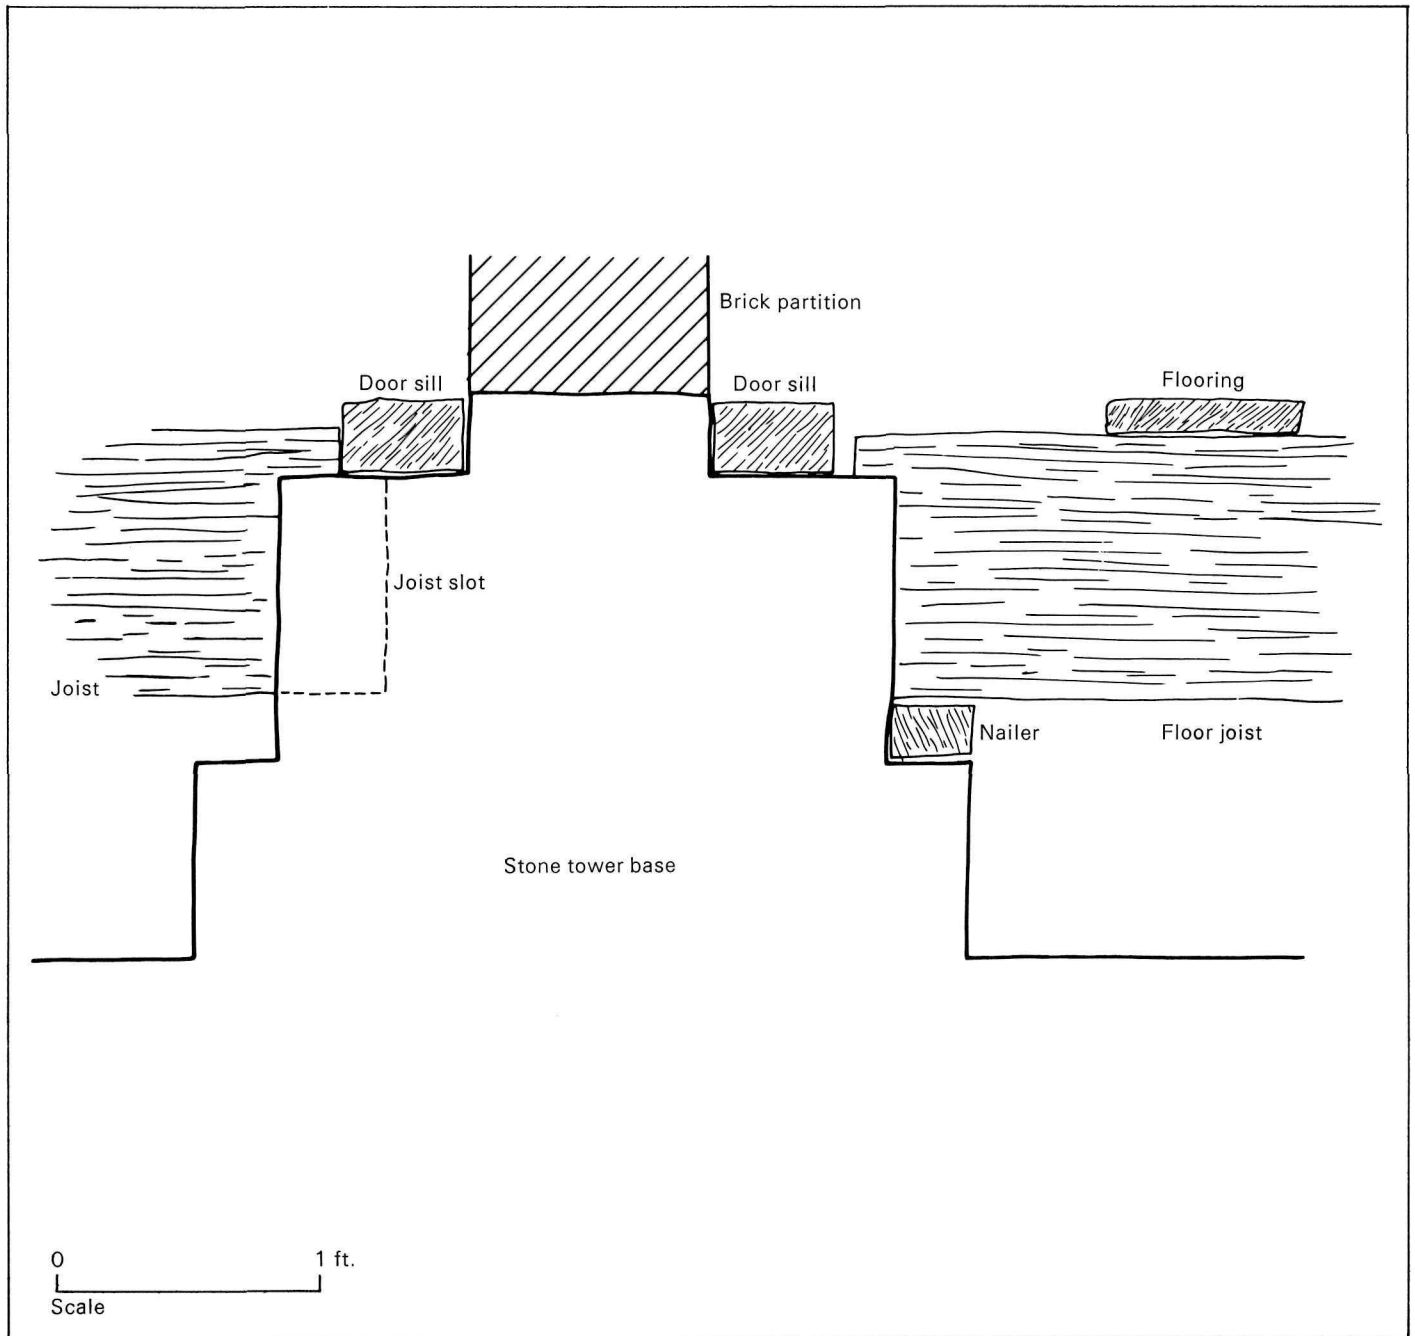 Brick partition
Door sill
Door sill
Flooring
Joist slot
Joist
Nailer
Floor joist
Stone tower base
0
1 ft.
Scale